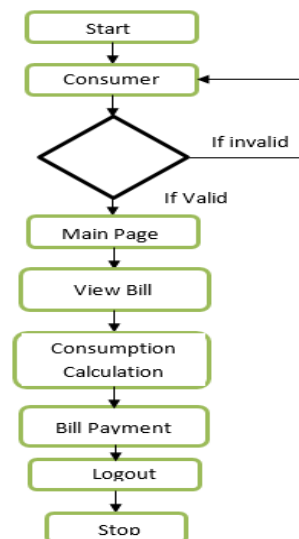 Start
Consumer
If invalid
If Valid
Main Page
View Bill
Consumption
Calculation
Bill Payment
Logout
Stop